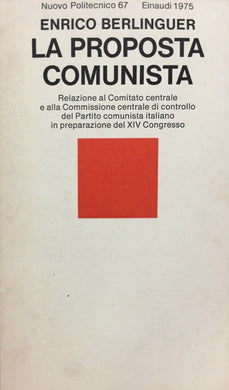 Nuovo Politecnico 67 Einaudi 1975
ENRICO BERLINGUER
LA PROPOSTA
COMUNISTA
Relazione al Comitato centrale
e alla Commissione centrale di controllo
del Partito comunista italiano
in preparazione del XIV Congresso